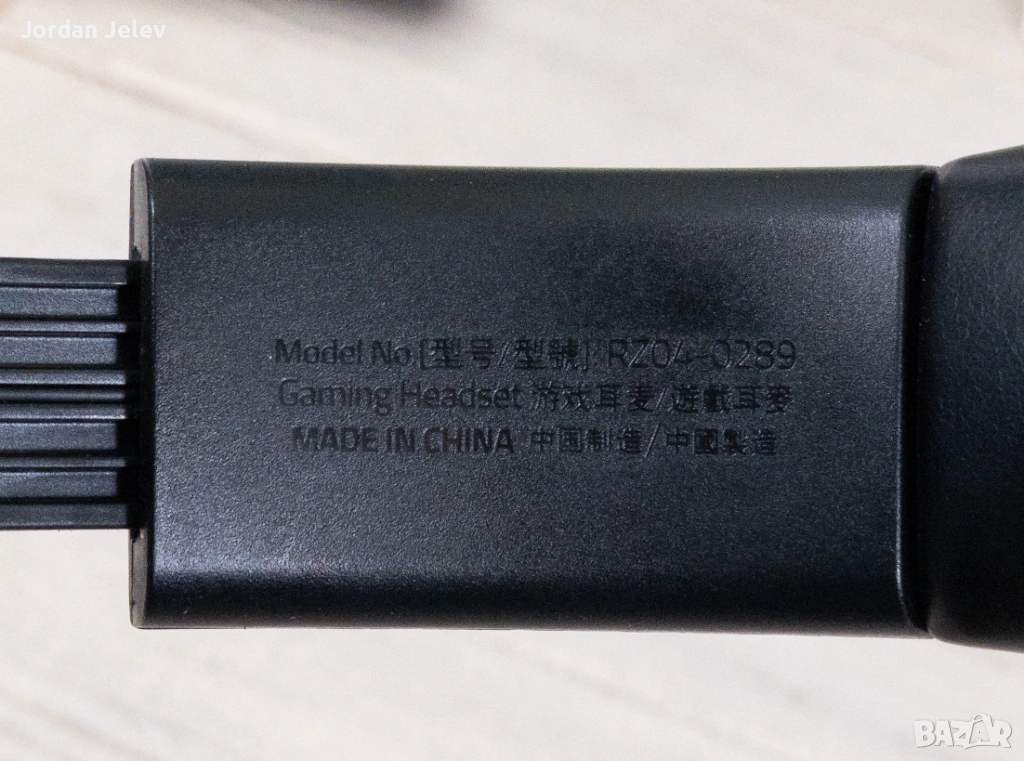 Jordan Jelev
Model No [型号/型號]: RZ04-0289
Gaming Headset 游戏耳麦/遊戲耳麥
MADE IN CHINA 中国制造/中國製造
BAZAR